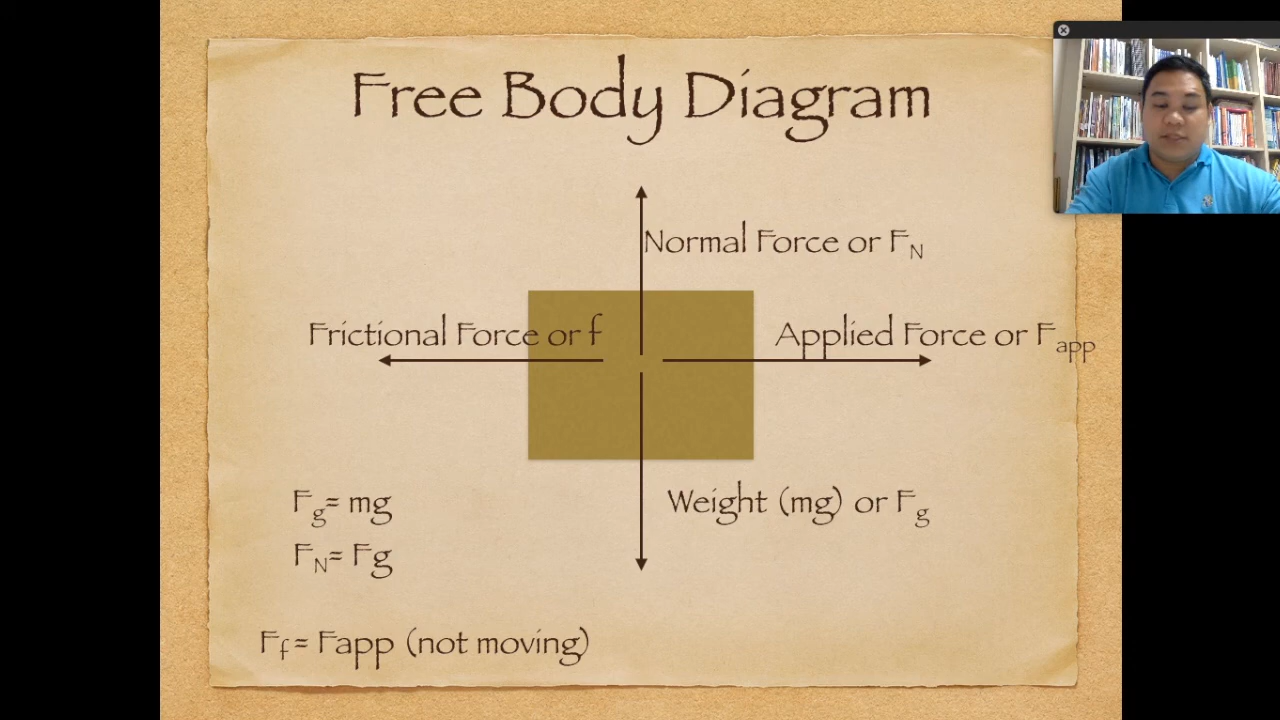 Free Body Diagram
Normal Force or FN
Frictional Force or f
Applied Force or Fapp
Weight (mg) or Fg
Fg= mg
FN= Fg
Ff= Fapp (not moving)